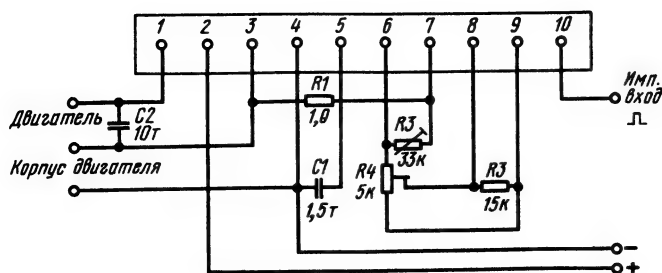 1 2 3 4 5 6 7 8 9 10
R1
1,0
Имп.
вход
Двигатель
C2
10т
R3
33к
Корпус двигателя
C1
1,5т
R4
5к
R3
15к
−
+